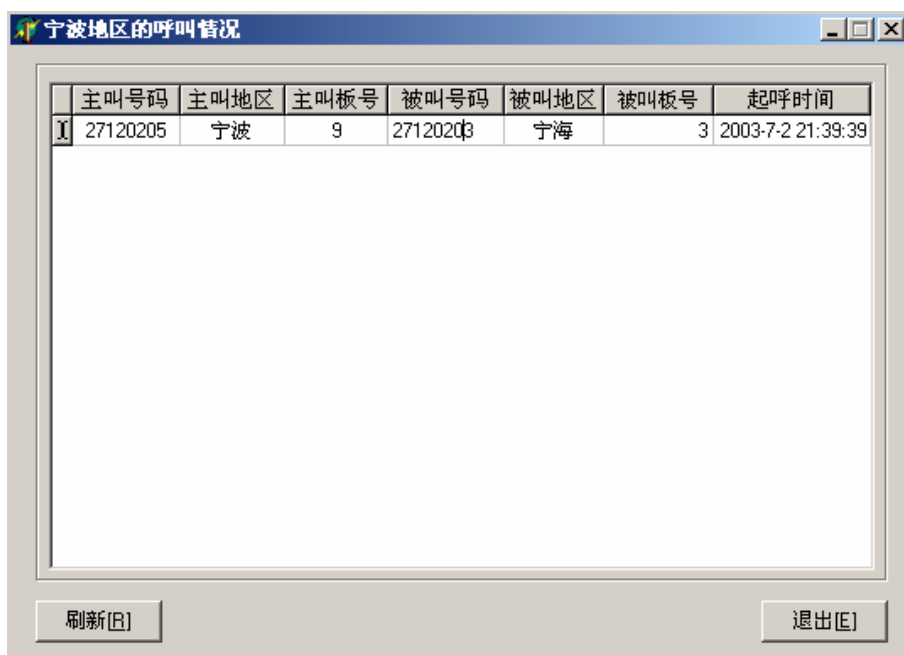 宁波地区的呼叫情况
主叫号码 主叫地区 主叫板号 被叫号码 被叫地区 被叫板号 起呼时间
27120205 宁波 9 27120203 宁海 3 2003-7-2 21:39:39
刷新[R] 退出[E]